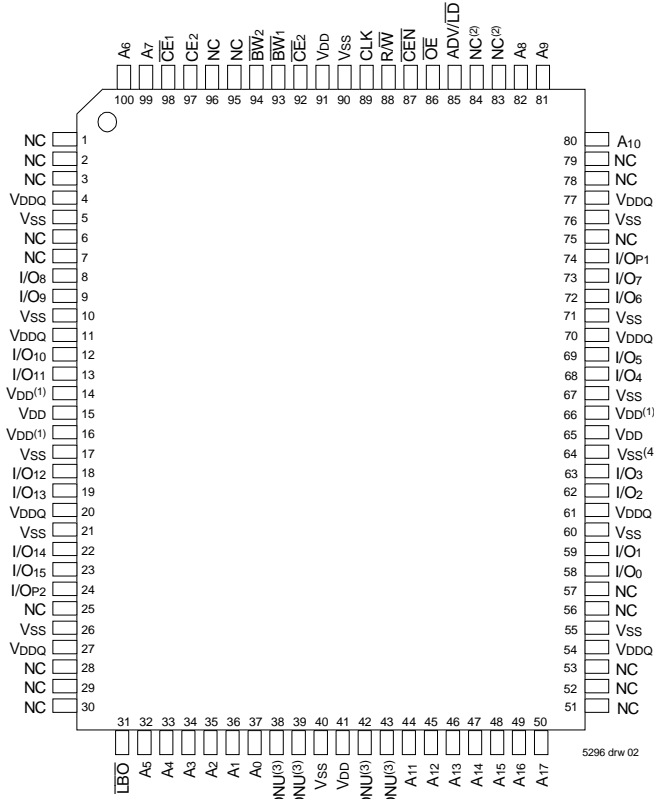 A6 A7 CE1 CE2 NC NC BW2 BW1 CE2 VDD VSS CLK R/W CEN OE ADV/LD NC(2) NC(2) A8 A9
100 99 98 97 96 95 94 93 92 91 90 89 88 87 86 85 84 83 82 81
NC 1 80 A10
NC 2 79 NC
NC 3 78 NC
VDDQ 4 77 VDDQ
VSS 5 76 VSS
NC 6 75 NC
NC 7 74 I/OP1
I/O8 8 73 I/O7
I/O9 9 72 I/O6
VSS 10 71 VSS
VDDQ 11 70 VDDQ
I/O10 12 69 I/O5
I/O11 13 68 I/O4
VDD(1) 14 67 VSS
VDD 15 66 VDD(1)
VDD(1) 16 65 VDD
VSS 17 64 VSS(4
I/O12 18 63 I/O3
I/O13 19 62 I/O2
VDDQ 20 61 VDDQ
VSS 21 60 VSS
I/O14 22 59 I/O1
I/O15 23 58 I/O0
I/OP2 24 57 NC
NC 25 56 NC
VSS 26 55 VSS
VDDQ 27 54 VDDQ
NC 28 53 NC
NC 29 52 NC
NC 30 51 NC
31 32 33 34 35 36 37 38 39 40 41 42 43 44 45 46 47 48 49 50
LBO A5 A4 A3 A2 A1 A0 DNU(3) DNU(3) VSS VDD DNU(3) DNU(3) A11 A12 A13 A14 A15 A16 A17
5296 drw 02